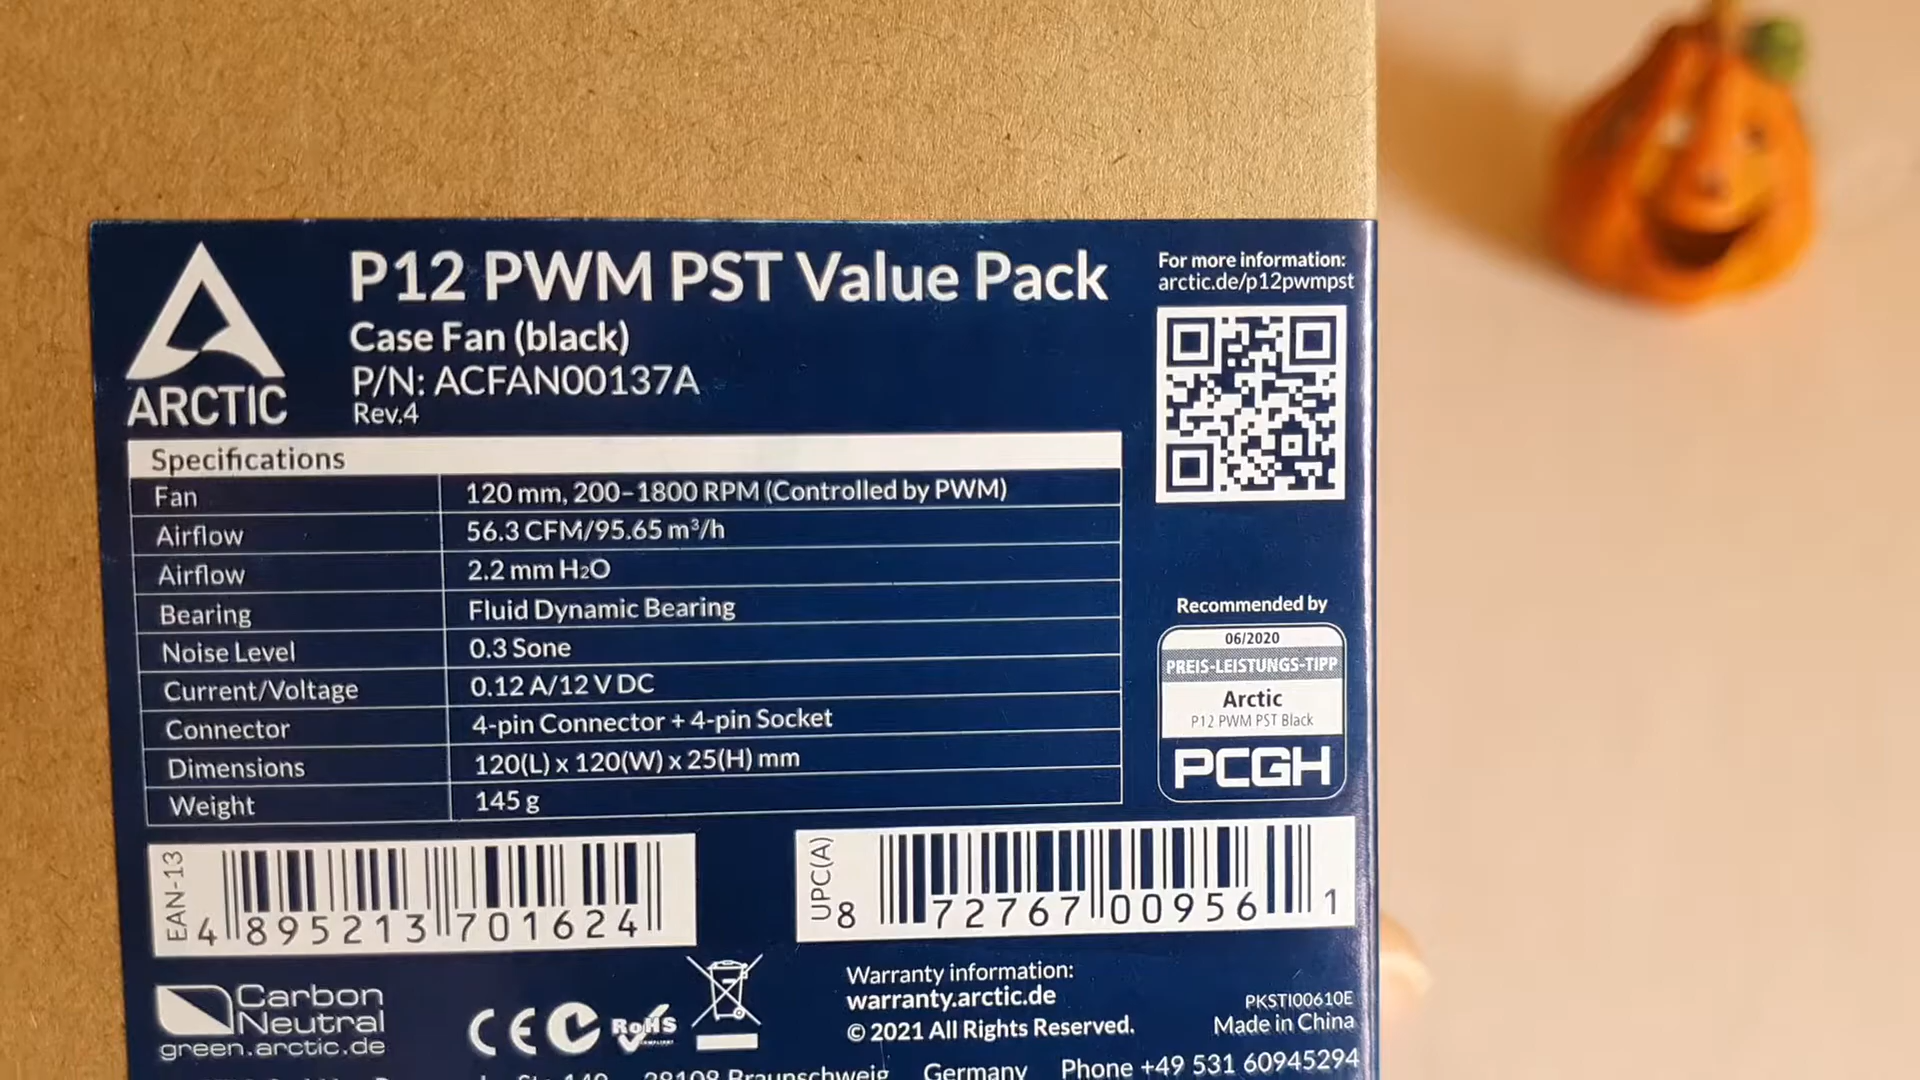 P12 PWM PST Value Pack
Case Fan (black)
P/N: ACFAN00137A
Rev.4
ARCTIC
For more information:
arctic.de/p12pwmpst
Specifications
Fan 120 mm, 200–1800 RPM (Controlled by PWM)
Airflow 56.3 CFM/95.65 m³/h
Airflow 2.2 mm H₂O
Bearing Fluid Dynamic Bearing
Noise Level 0.3 Sone
Current/Voltage 0.12 A/12 V DC
Connector 4-pin Connector + 4-pin Socket
Dimensions 120(L) x 120(W) x 25(H) mm
Weight 145 g
Recommended by
06/2020
PREIS-LEISTUNGS-TIPP
Arctic
P12 PWM PST Black
PCGH
EAN-13
4 895213 701624
UPC(A)
8 72767 00956 1
Carbon
Neutral
green.arctic.de
CE
RoHS
COMPLIANT
Warranty information:
warranty.arctic.de
© 2021 All Rights Reserved.
PKSTI00610E
Made in China
38108 Braunschweig Germany Phone +49 531 60945294